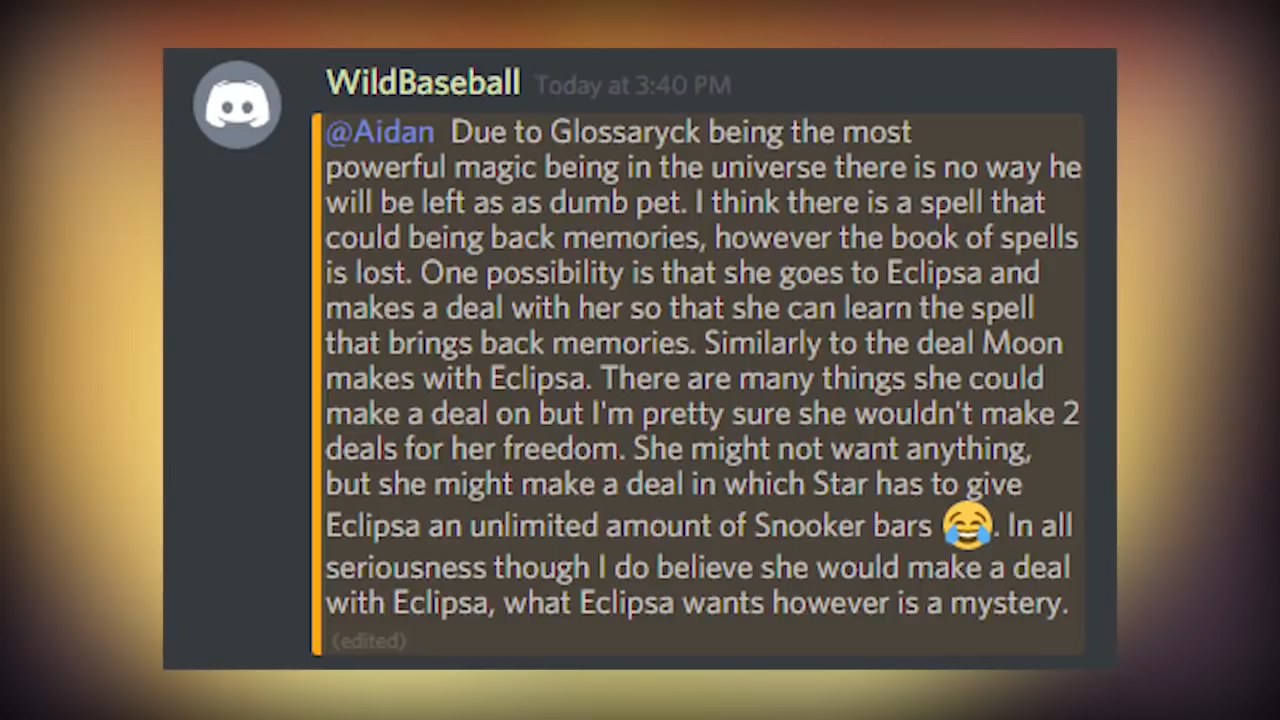 WildBaseball Today at 3:40 PM
@Aidan Due to Glossaryck being the most
powerful magic being in the universe there is no way he
will be left as as dumb pet. I think there is a spell that
could being back memories, however the book of spells
is lost. One possibility is that she goes to Eclipsa and
makes a deal with her so that she can learn the spell
that brings back memories. Similarly to the deal Moon
makes with Eclipsa. There are many things she could
make a deal on but I'm pretty sure she wouldn't make 2
deals for her freedom. She might not want anything,
but she might make a deal in which Star has to give
Eclipsa an unlimited amount of Snooker bars 😂. In all
seriousness though I do believe she would make a deal
with Eclipsa, what Eclipsa wants however is a mystery.
(edited)